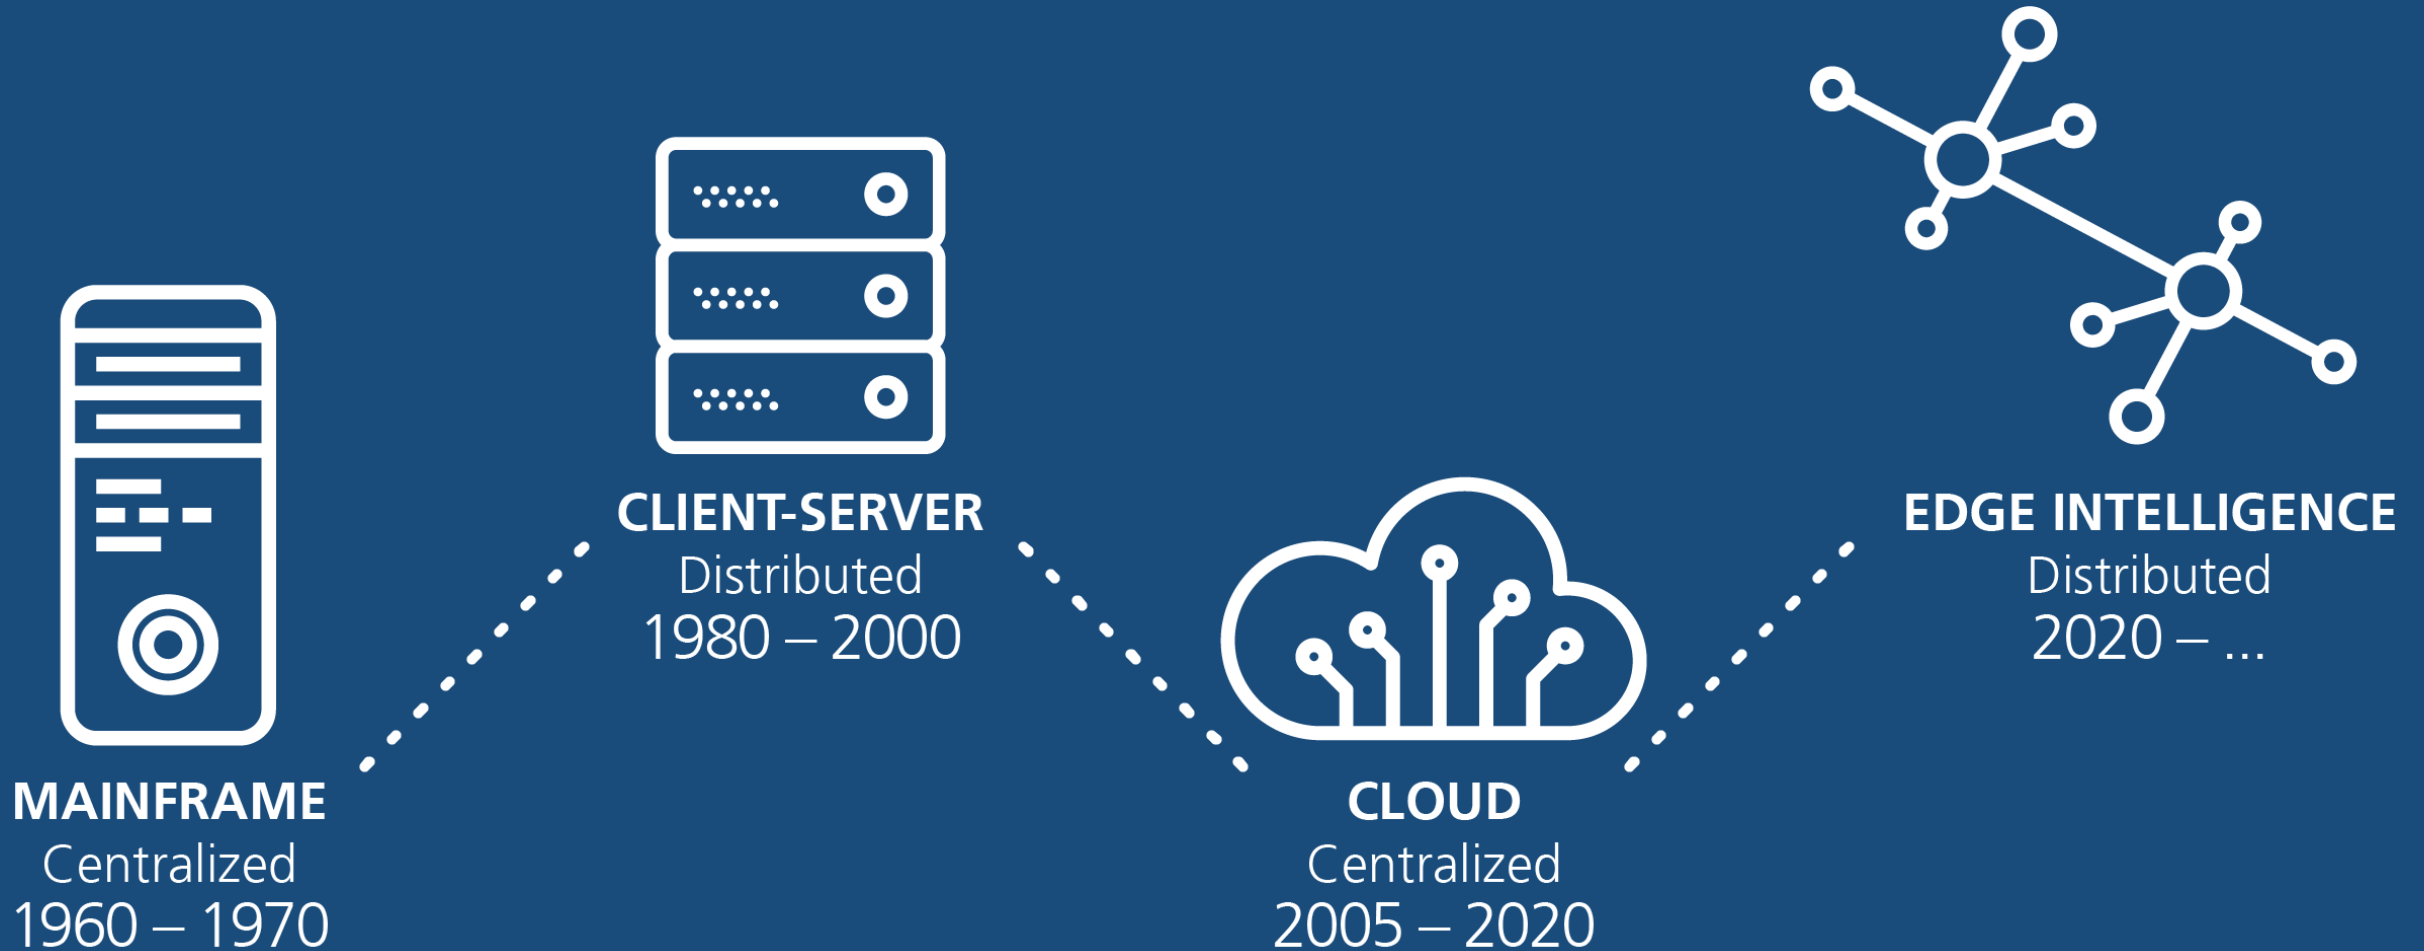 MAINFRAME
Centralized
1960 – 1970
CLIENT-SERVER
Distributed
1980 – 2000
CLOUD
Centralized
2005 – 2020
EDGE INTELLIGENCE
Distributed
2020 – ...